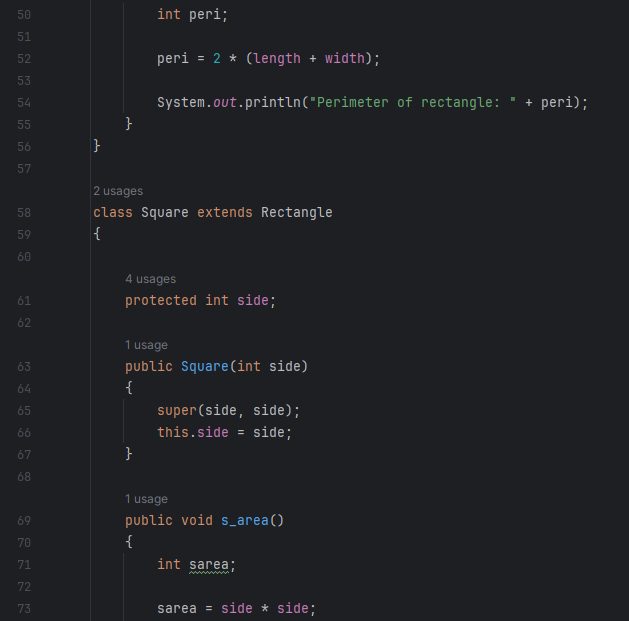 50 int peri;
51
52 peri = 2 * (length + width);
53
54 System.out.println("Perimeter of rectangle: " + peri);
55 }
56 }
57
2 usages
58 class Square extends Rectangle
59 {
60
4 usages
61 protected int side;
62
1 usage
63 public Square(int side)
64 {
65 super(side, side);
66 this.side = side;
67 }
68
1 usage
69 public void s_area()
70 {
71 int sarea;
72
73 sarea = side * side;